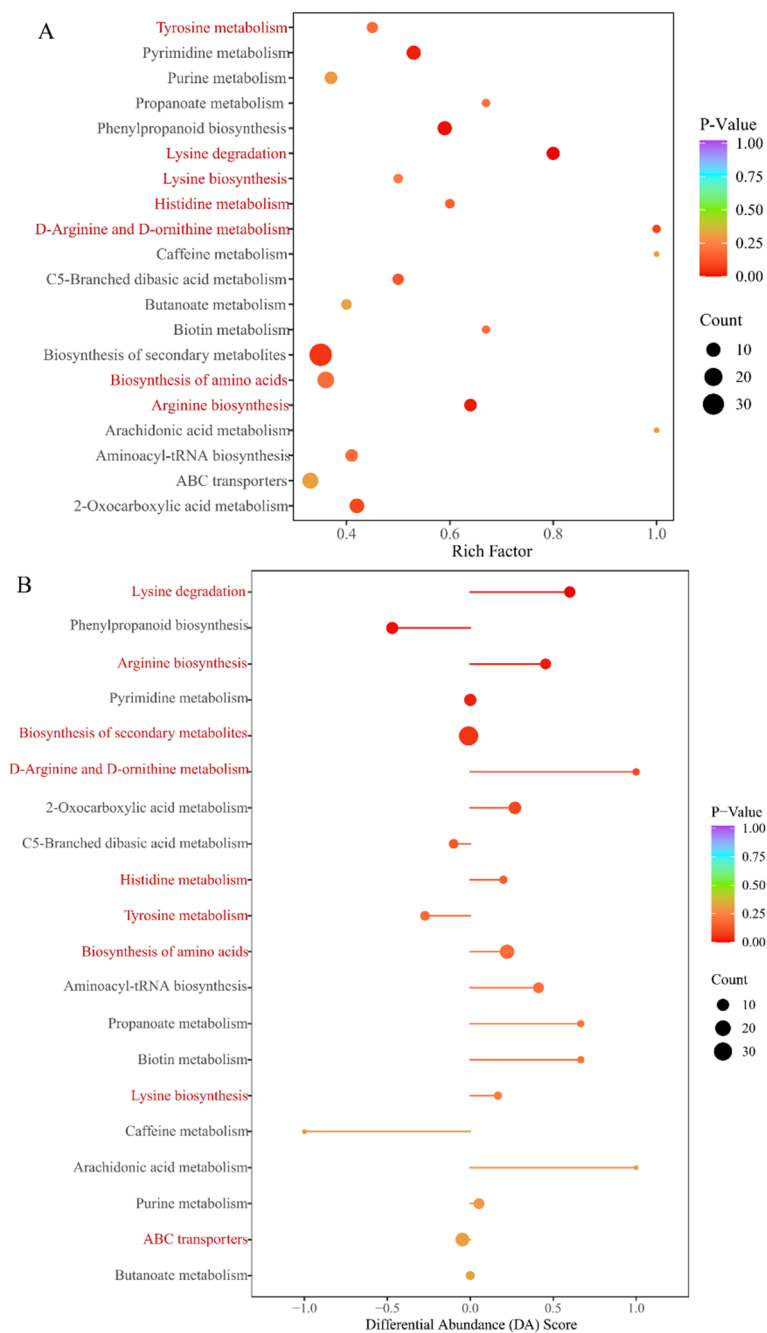 A
Tyrosine metabolism
Pyrimidine metabolism
Purine metabolism
Propanoate metabolism
Phenylpropanoid biosynthesis
Lysine degradation
Lysine biosynthesis
Histidine metabolism
D-Arginine and D-ornithine metabolism
Caffeine metabolism
C5-Branched dibasic acid metabolism
Butanoate metabolism
Biotin metabolism
Biosynthesis of secondary metabolites
Biosynthesis of amino acids
Arginine biosynthesis
Arachidonic acid metabolism
Aminoacyl-tRNA biosynthesis
ABC transporters
2-Oxocarboxylic acid metabolism
0.4 0.6 0.8 1.0
Rich Factor
P-Value
1.00
0.75
0.50
0.25
0.00
Count
10
20
30
B
Lysine degradation
Phenylpropanoid biosynthesis
Arginine biosynthesis
Pyrimidine metabolism
Biosynthesis of secondary metabolites
D-Arginine and D-ornithine metabolism
2-Oxocarboxylic acid metabolism
C5-Branched dibasic acid metabolism
Histidine metabolism
Tyrosine metabolism
Biosynthesis of amino acids
Aminoacyl-tRNA biosynthesis
Propanoate metabolism
Biotin metabolism
Lysine biosynthesis
Caffeine metabolism
Arachidonic acid metabolism
Purine metabolism
ABC transporters
Butanoate metabolism
−1.0 −0.5 0.0 0.5 1.0
Differential Abundance (DA) Score
P−Value
1.00
0.75
0.50
0.25
0.00
Count
10
20
30